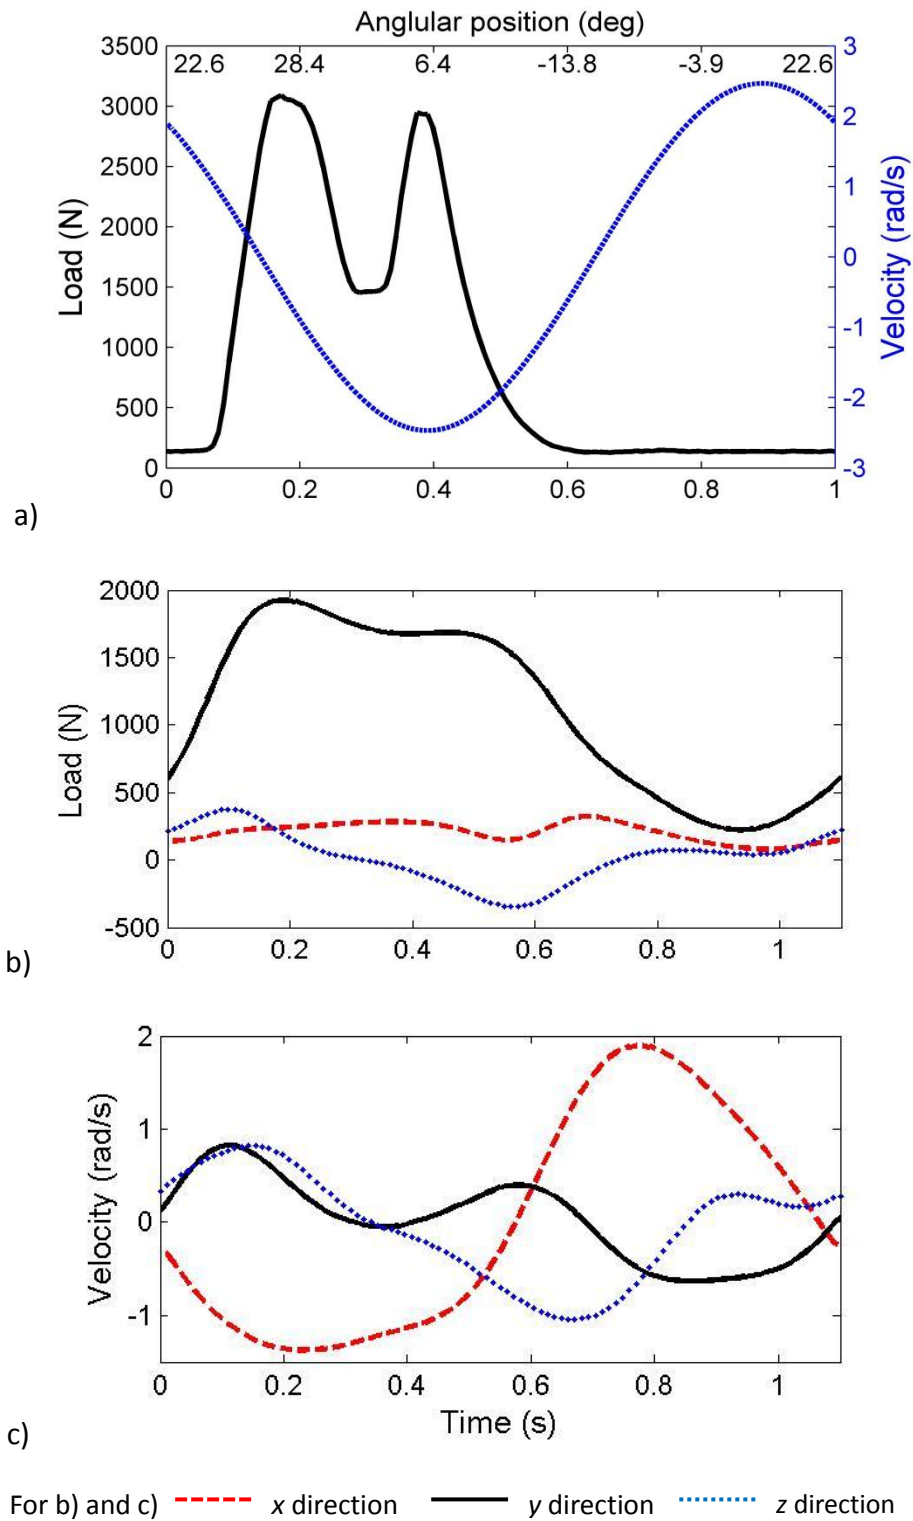 Anglular position (deg)
3500 3
22.6 28.4 6.4 -13.8 -3.9 22.6
3000 2
2500 1
2000
Load (N) 0 Velocity (rad/s)
1500
1000 -1
500 -2
0 -3
0 0.2 0.4 0.6 0.8 1
a)
2000
1500
1000
Load (N)
500
0
-500
0 0.2 0.4 0.6 0.8 1
b)
2
1
Velocity (rad/s)
0
-1
0 0.2 0.4 0.6 0.8 1
Time (s)
c)
For b) and c) x direction y direction z direction